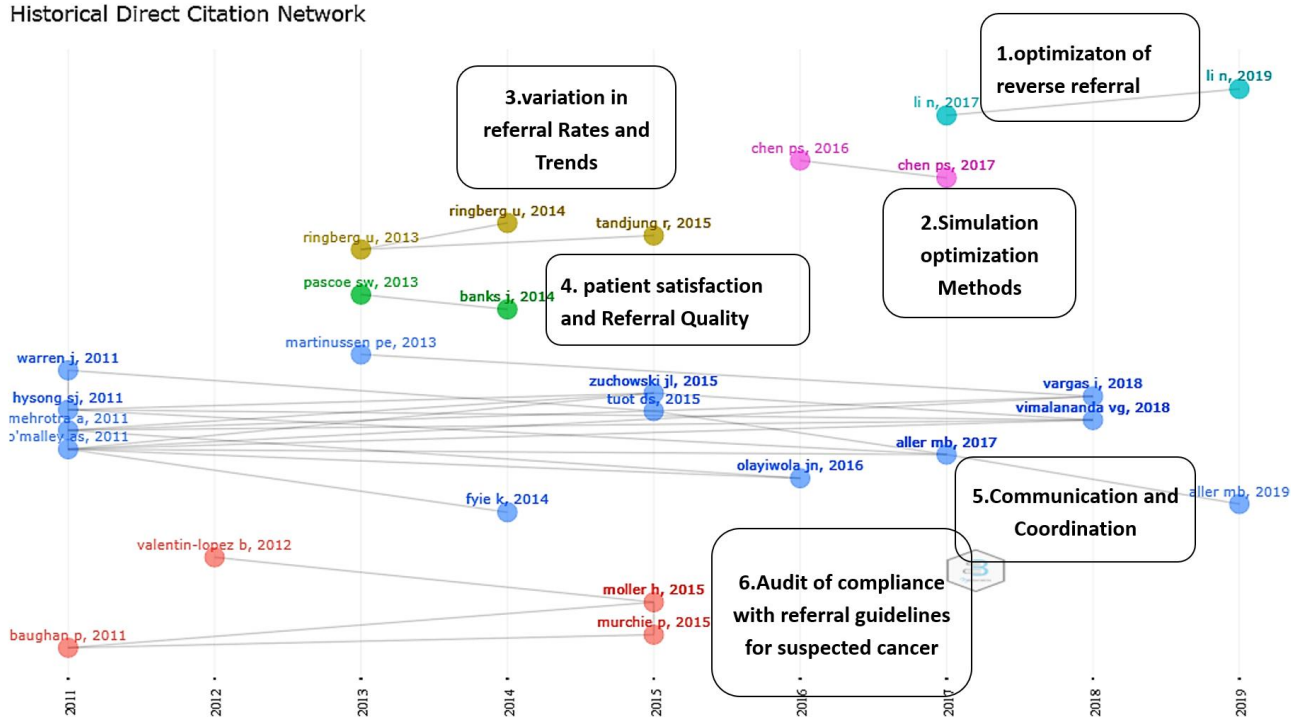 Historical Direct Citation Network
1.optimizaton of
reverse referral
li n, 2019
li n, 2017
3.variation in
referral Rates and
Trends
chen ps, 2016
chen ps, 2017
2.Simulation
optimization
Methods
ringberg u, 2014
tandjung r, 2015
ringberg u, 2013
pascoe sw, 2013
banks j, 2014
4. patient satisfaction
and Referral Quality
martinussen pe, 2013
warren j, 2011
zuchowski jl, 2015
vargas i, 2018
hysong sj, 2011
tuot ds, 2015
vimalananda vg, 2018
mehrotra a, 2011
o'malley as, 2011
aller mb, 2017
olayiwola jn, 2016
fyie k, 2014
5.Communication and
Coordination
aller mb, 2019
valentin-lopez b, 2012
moller h, 2015
murchie p, 2015
baughan p, 2011
6.Audit of compliance
with referral guidelines
for suspected cancer
2011
2012
2013
2014
2015
2016
2017
2018
2019